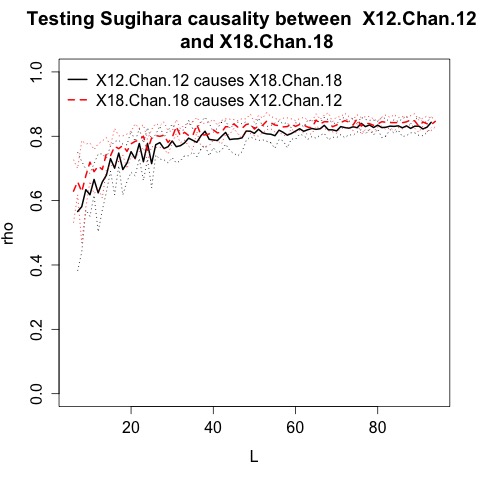 Testing Sugihara causality between  X12.Chan.12
and X18.Chan.18
X12.Chan.12 causes X18.Chan.18
X18.Chan.18 causes X12.Chan.12
1.0
0.8
0.6
0.4
0.2
0.0
rho
20 40 60 80
L